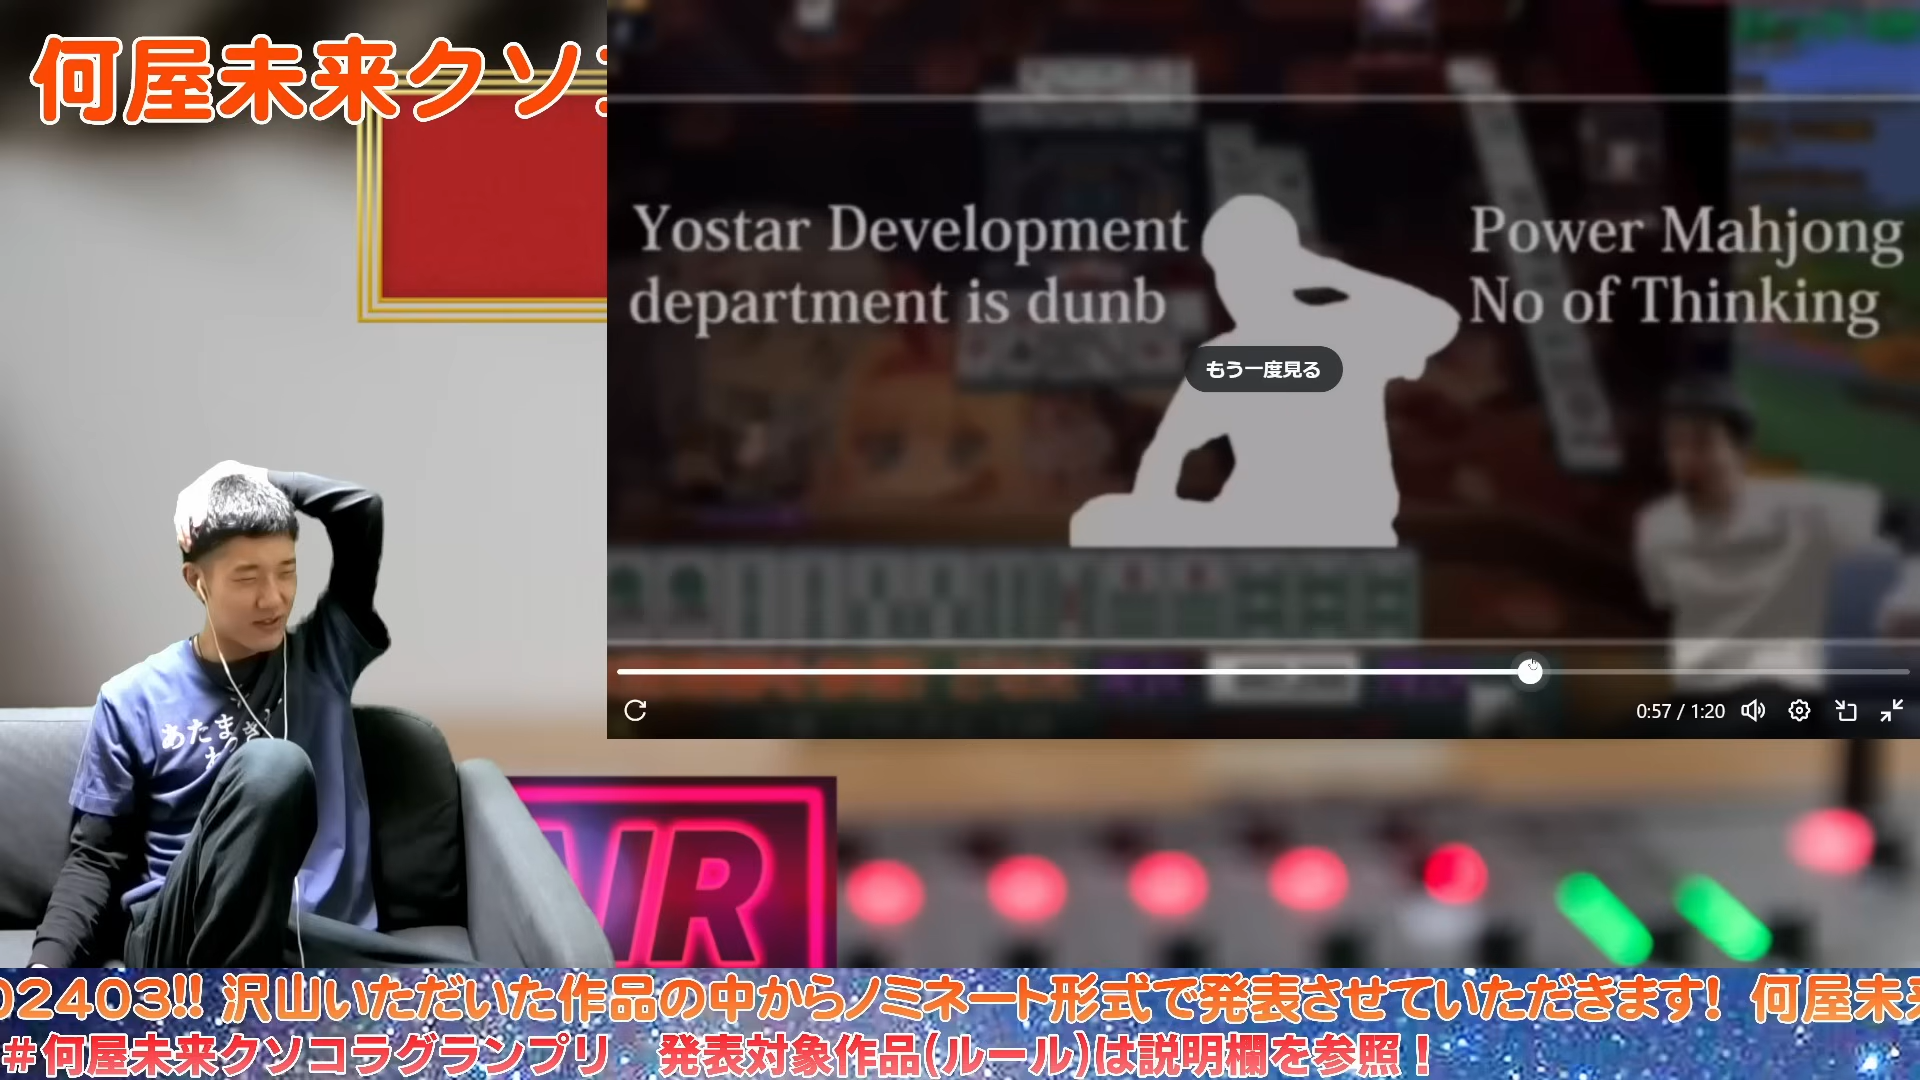 何屋未来クソ
Yostar Development
department is dunb
Power Mahjong
No of Thinking
もう一度見る
0:57 / 1:20
あたま
02403!! 沢山いただいた作品の中からノミネート形式で発表させていただきます! 何屋未
#何屋未来クソコラグランプリ 発表対象作品(ルール)は説明欄を参照!